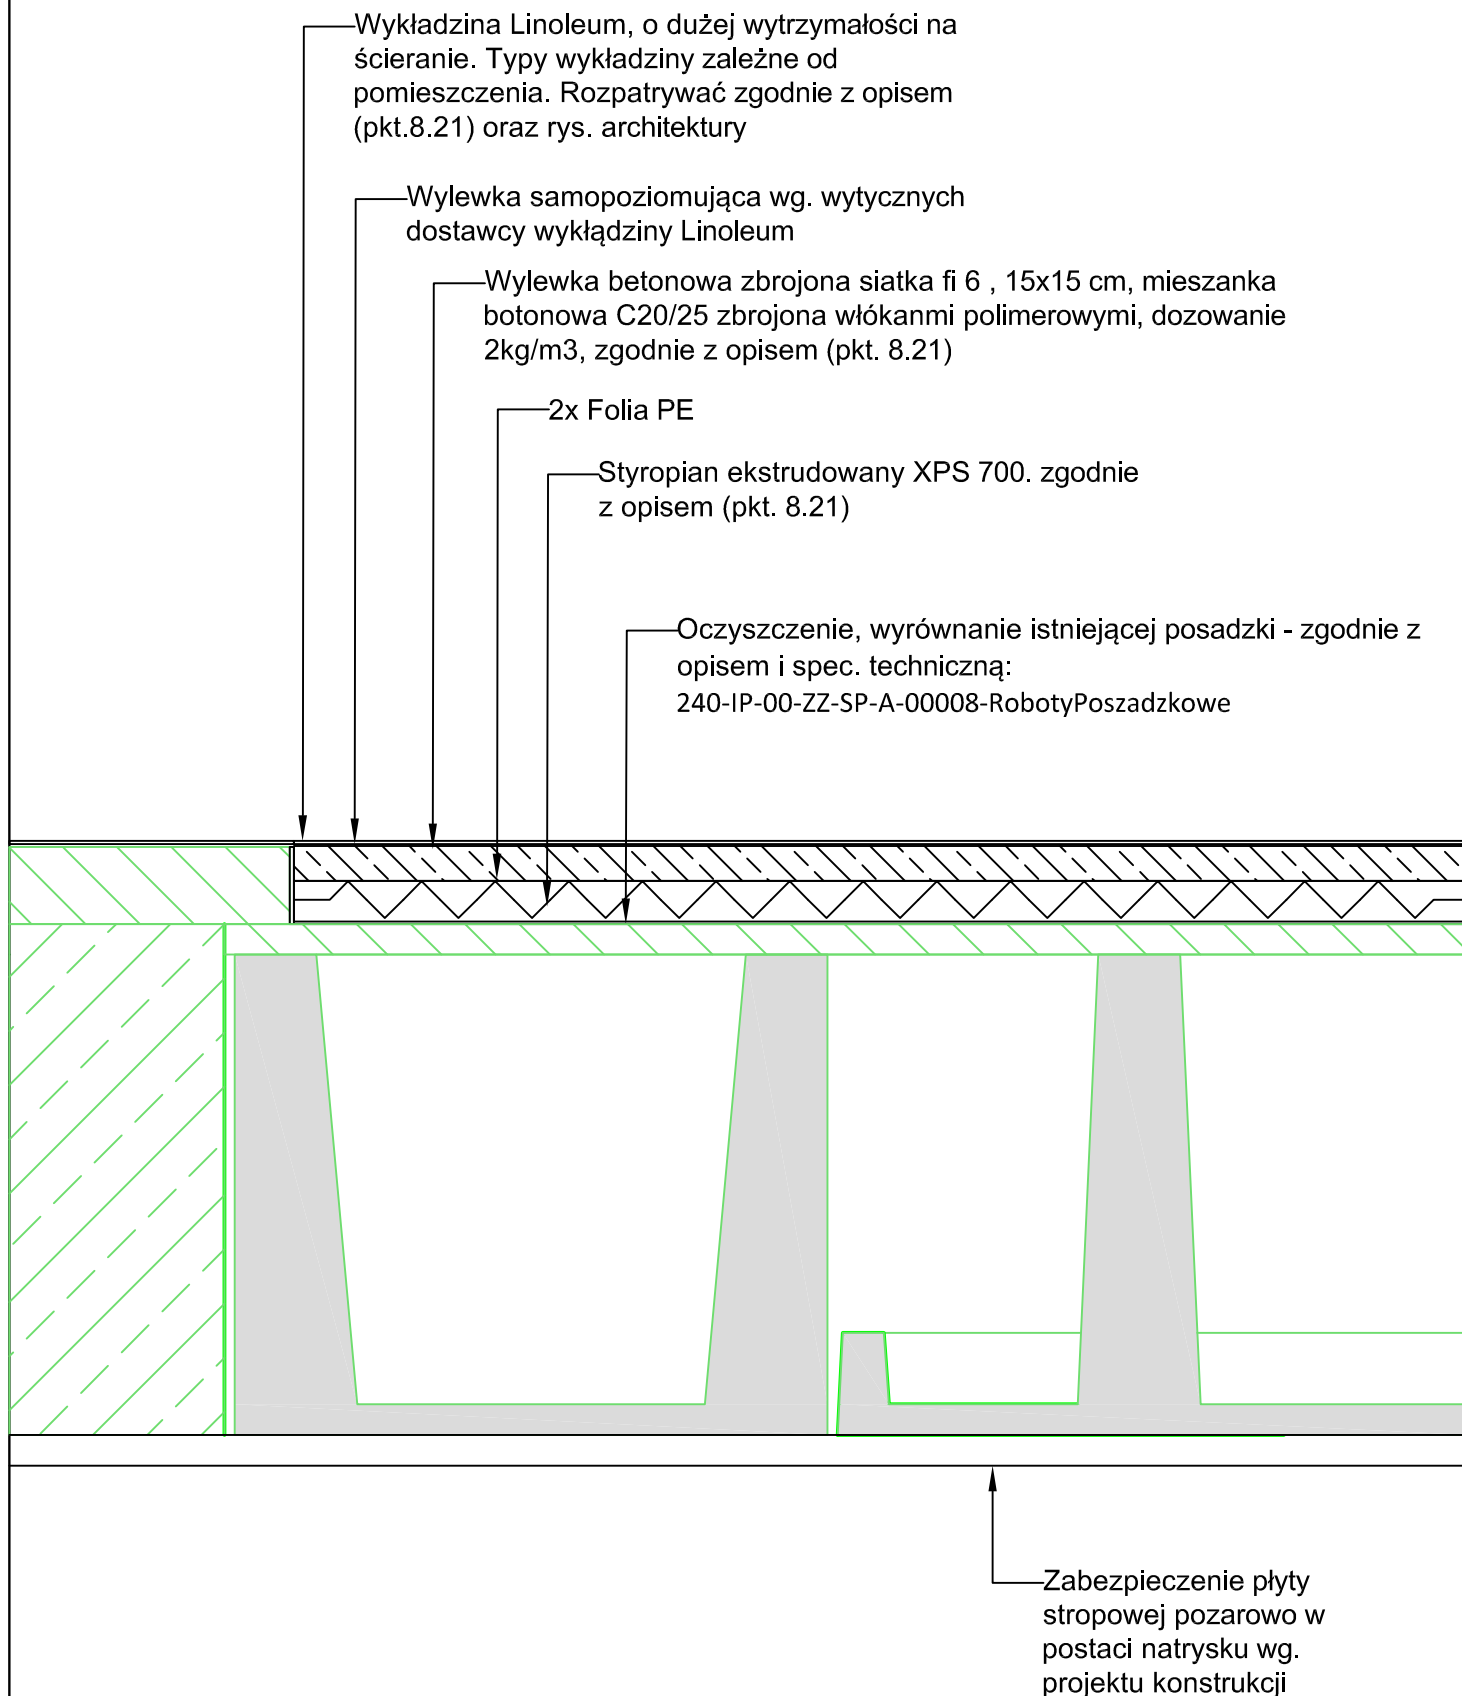 Wykładzina Linoleum, o dużej wytrzymałości na
ścieranie. Typy wykładziny zależne od
pomieszczenia. Rozpatrywać zgodnie z opisem
(pkt.8.21) oraz rys. architektury
Wylewka samopoziomująca wg. wytycznych
dostawcy wykłądziny Linoleum
Wylewka betonowa zbrojona siatka fi 6 , 15x15 cm, mieszanka
botonowa C20/25 zbrojona włókanmi polimerowymi, dozowanie
2kg/m3, zgodnie z opisem (pkt. 8.21)
2x Folia PE
Styropian ekstrudowany XPS 700. zgodnie
z opisem (pkt. 8.21)
Oczyszczenie, wyrównanie istniejącej posadzki - zgodnie z
opisem i spec. techniczną:
240-IP-00-ZZ-SP-A-00008-RobotyPoszadzkowe
Zabezpieczenie płyty
stropowej pozarowo w
postaci natrysku wg.
projektu konstrukcji